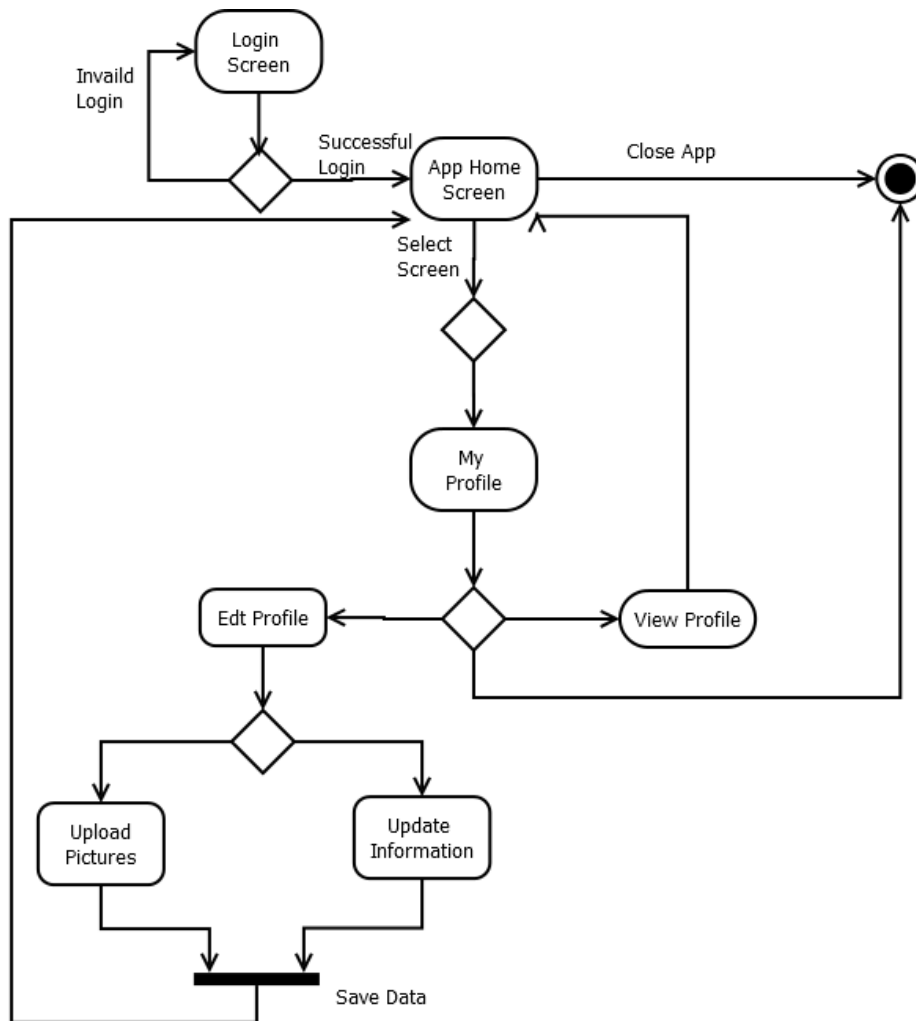 Login
Screen
Invaild
Login
Successful
Login
App Home
Screen
Close App
Select
Screen
My
Profile
Edt Profile
View Profile
Upload
Pictures
Update
Information
Save Data